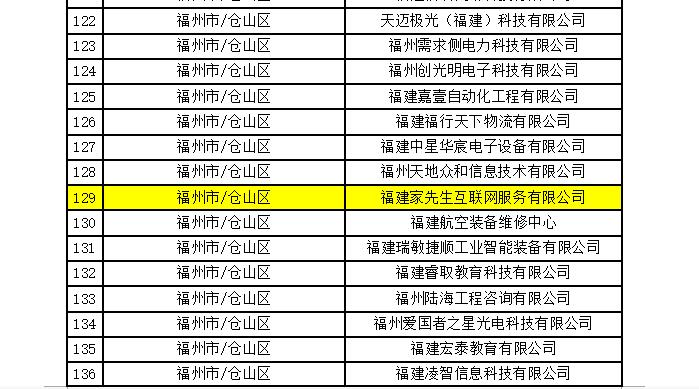 122 福州市/仓山区 天迈极光（福建）科技有限公司
123 福州市/仓山区 福州需求侧电力科技有限公司
124 福州市/仓山区 福州创光明电子科技有限公司
125 福州市/仓山区 福建嘉壹自动化工程有限公司
126 福州市/仓山区 福建福行天下物流有限公司
127 福州市/仓山区 福建中星华宸电子设备有限公司
128 福州市/仓山区 福州天地众和信息技术有限公司
129 福州市/仓山区 福建家先生互联网服务有限公司
130 福州市/仓山区 福建航空装备维修中心
131 福州市/仓山区 福建瑞敏捷顺工业智能装备有限公司
132 福州市/仓山区 福建睿取教育科技有限公司
133 福州市/仓山区 福州陆海工程咨询有限公司
134 福州市/仓山区 福州爱国者之星光电科技有限公司
135 福州市/仓山区 福建宏泰教育有限公司
136 福州市/仓山区 福建凌智信息科技有限公司